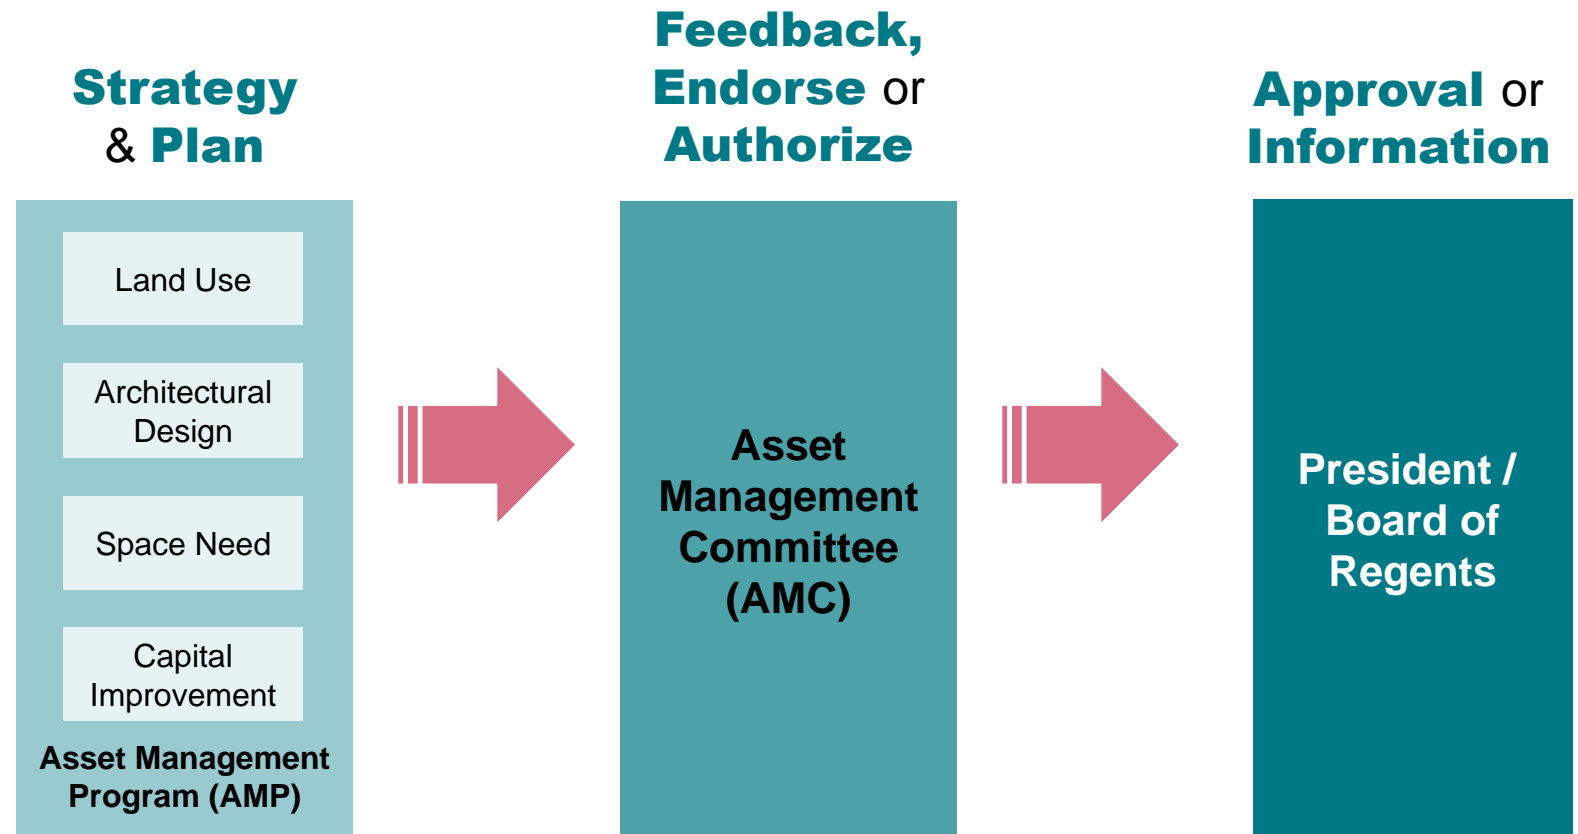 Strategy
& Plan
Land Use
Architectural
Design
Space Need
Capital
Improvement
Asset Management
Program (AMP)
Feedback,
Endorse or
Authorize
Asset
Management
Committee
(AMC)
Approval or
Information
President /
Board of
Regents